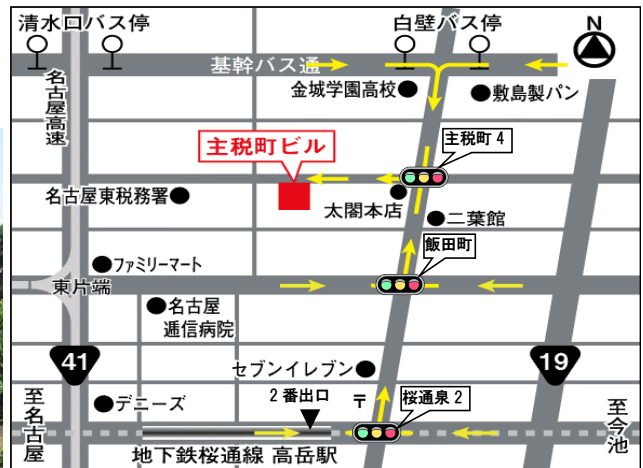 清水口バス停
白壁バス停
N
名古屋高速
基幹バス通
金城学園高校
敷島製パン
主税町 4
主税町ビル
名古屋東税務署
太閤本店
二葉館
飯田町
ファミリーマート
東片端
名古屋
逓信病院
セブンイレブン
41
19
2 番出口
〒
桜通泉 2
至名古屋
デニーズ
至今池
地下鉄桜通線 高岳駅